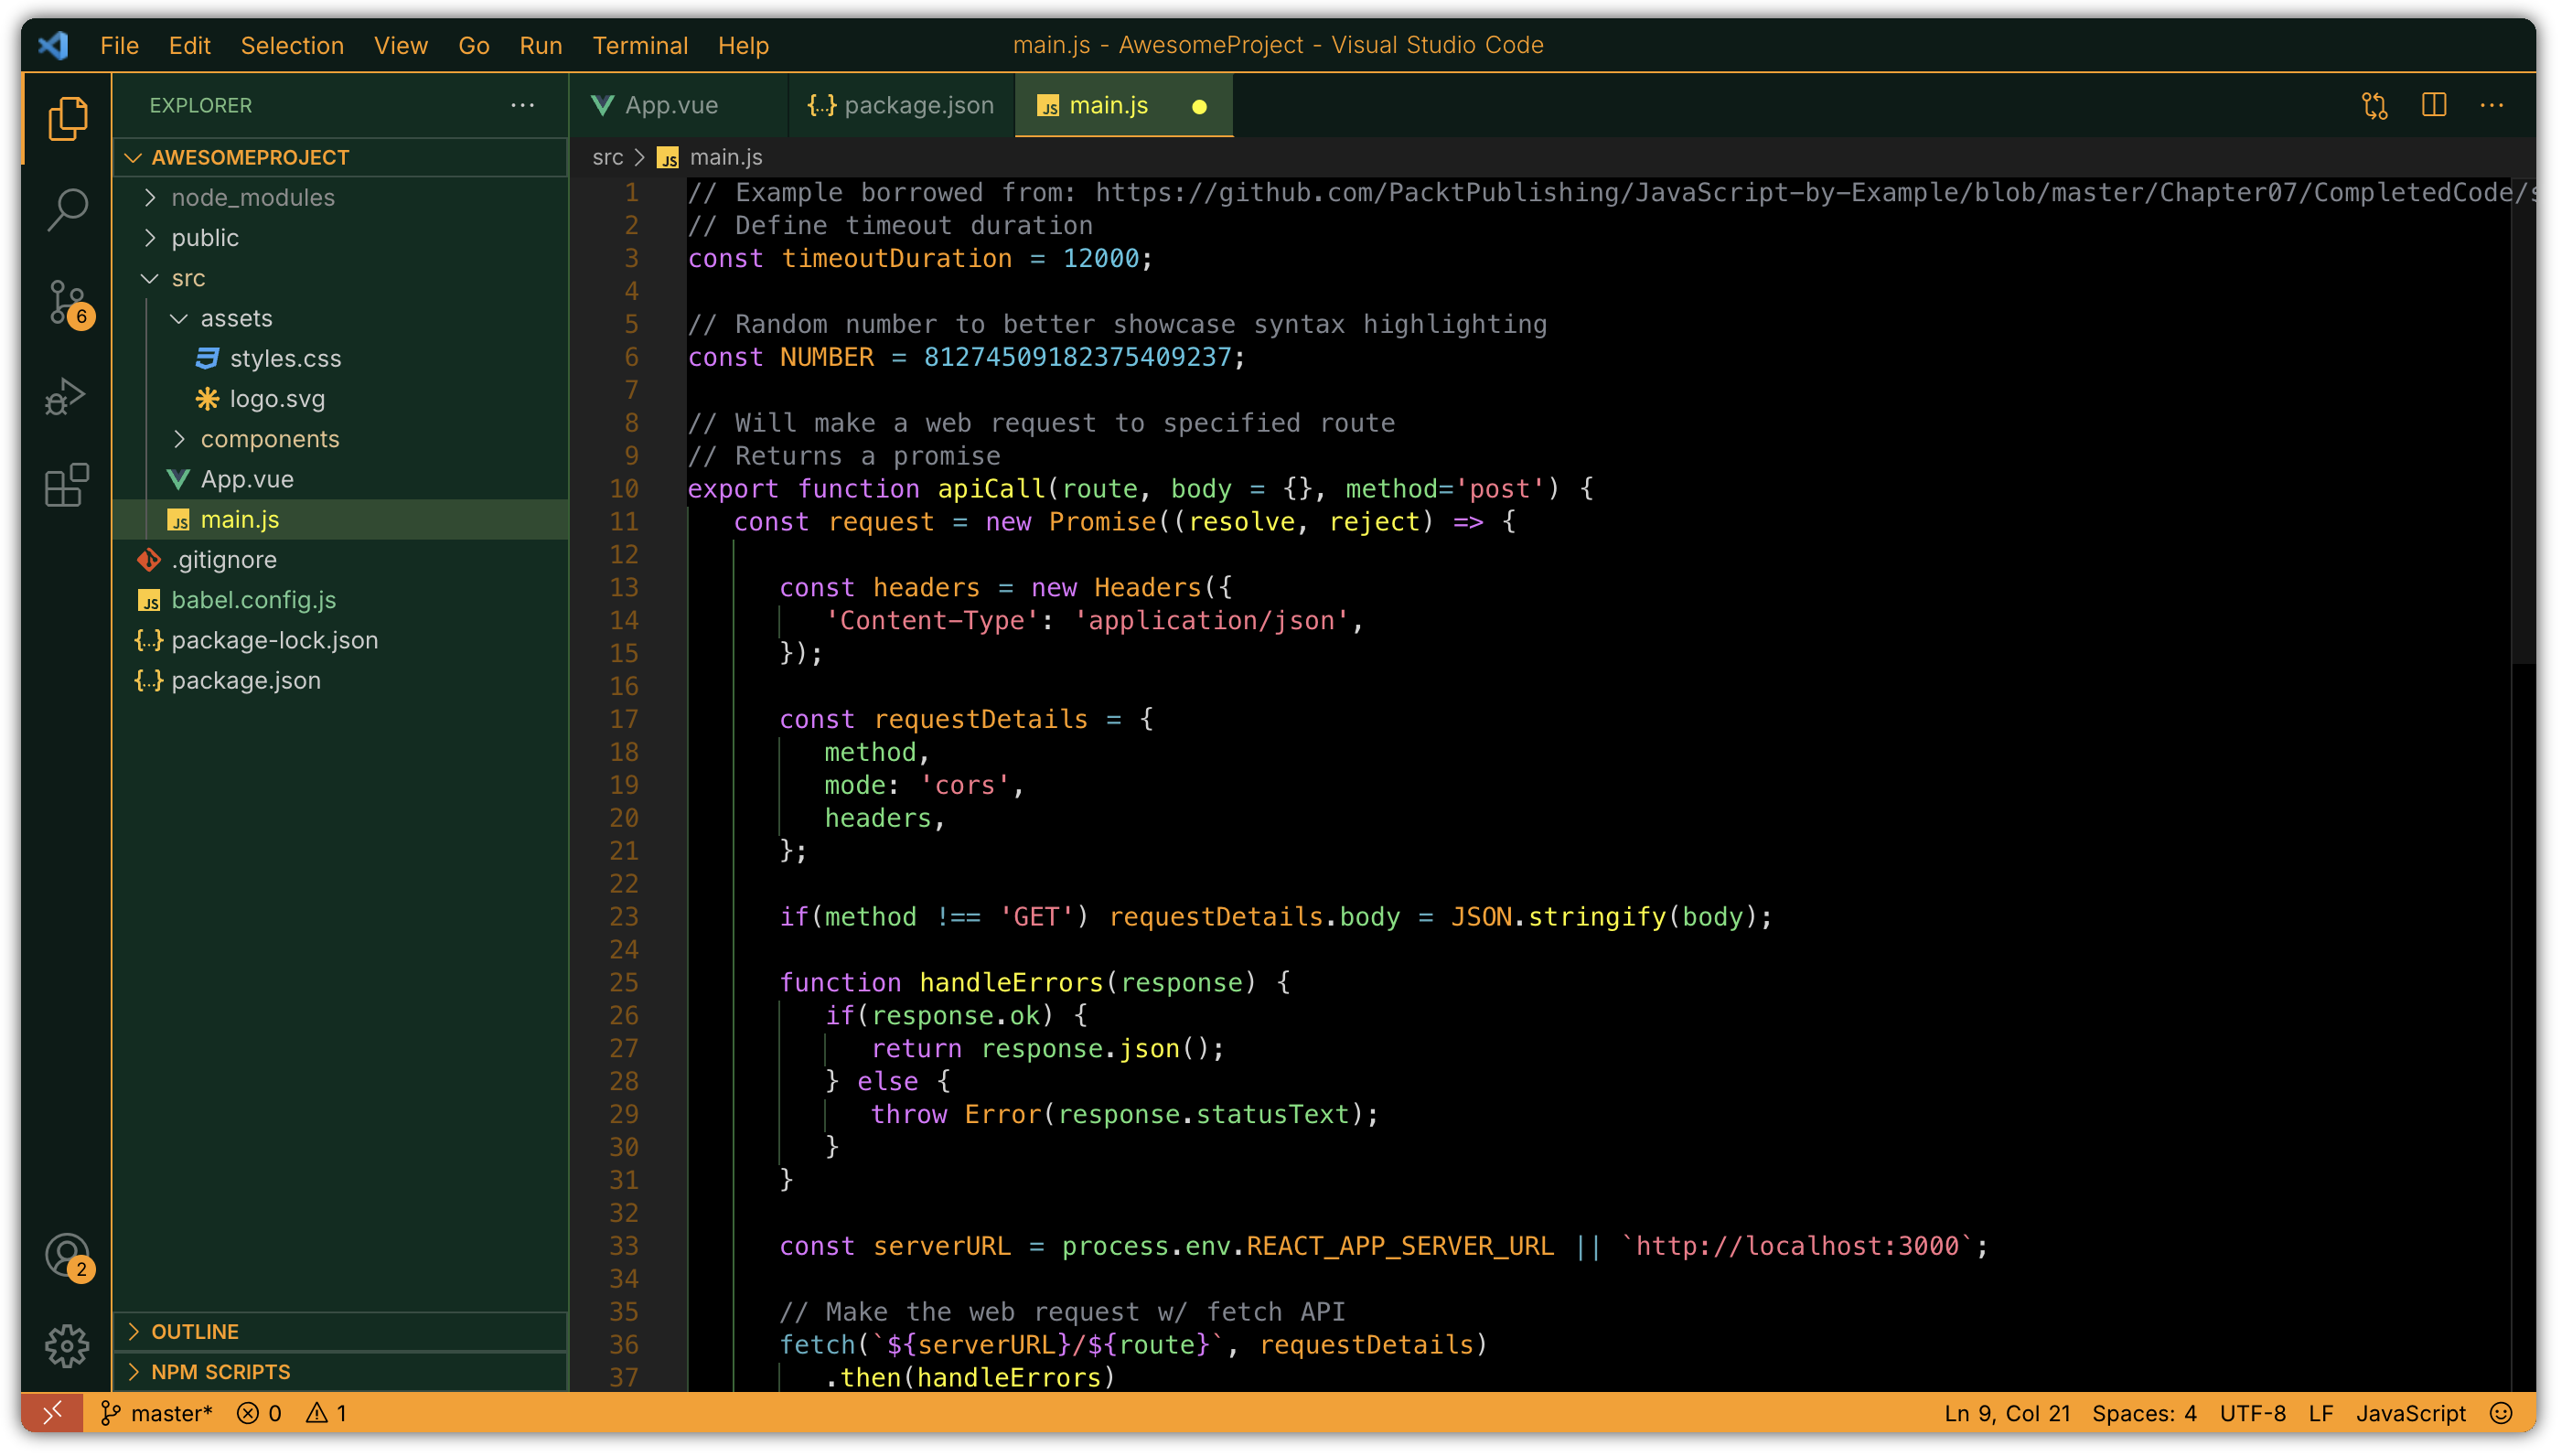 File Edit Selection View Go Run Terminal Help
main.js - AwesomeProject - Visual Studio Code
EXPLORER
AWESOMEPROJECT
node_modules
public
src
assets
styles.css
logo.svg
components
App.vue
JS main.js
.gitignore
JS babel.config.js
{...} package-lock.json
{...} package.json
OUTLINE
NPM SCRIPTS
6
2
App.vue
{...} package.json
JS main.js
src > JS main.js
1 // Example borrowed from: https://github.com/PacktPublishing/JavaScript-by-Example/blob/master/Chapter07/CompletedCode/s
2 // Define timeout duration
3 const timeoutDuration = 12000;
4
5 // Random number to better showcase syntax highlighting
6 const NUMBER = 81274509182375409237;
7
8 // Will make a web request to specified route
9 // Returns a promise
10 export function apiCall(route, body = {}, method='post') {
11 const request = new Promise((resolve, reject) => {
12
13 const headers = new Headers({
14 'Content-Type': 'application/json',
15 });
16
17 const requestDetails = {
18 method,
19 mode: 'cors',
20 headers,
21 };
22
23 if(method !== 'GET') requestDetails.body = JSON.stringify(body);
24
25 function handleErrors(response) {
26 if(response.ok) {
27 return response.json();
28 } else {
29 throw Error(response.statusText);
30 }
31 }
32
33 const serverURL = process.env.REACT_APP_SERVER_URL || `http://localhost:3000`;
34
35 // Make the web request w/ fetch API
36 fetch(`${serverURL}/${route}`, requestDetails)
37 .then(handleErrors)
master* 0 1
Ln 9, Col 21 Spaces: 4 UTF-8 LF JavaScript